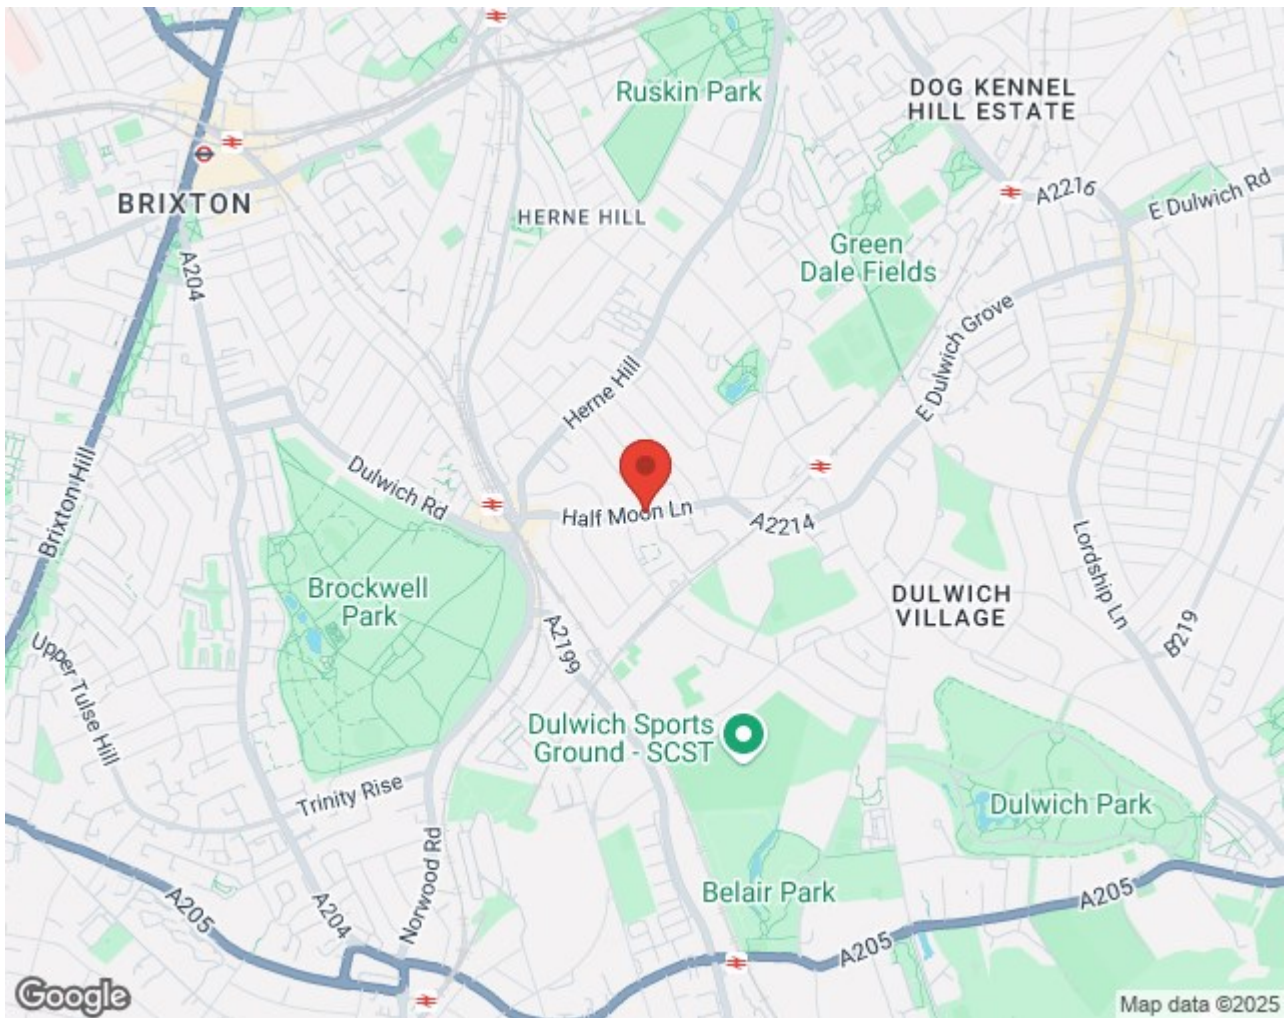 Ruskin Park
DOG KENNEL
HILL ESTATE
BRIXTON
HERNE HILL
A2216
E Dulwich Rd
Green
Dale Fields
A204
E Dulwich Grove
Herne Hill
Dulwich Rd
Half Moon Ln
A2214
Brixton Hill
Lordship Ln
Brockwell
Park
DULWICH
VILLAGE
B219
A2199
Upper Tulse Hill
Dulwich Sports
Ground - SCST
Trinity Rise
Dulwich Park
Norwood Rd
Belair Park
A205
A205
A204
A205
Google
Map data ©2025